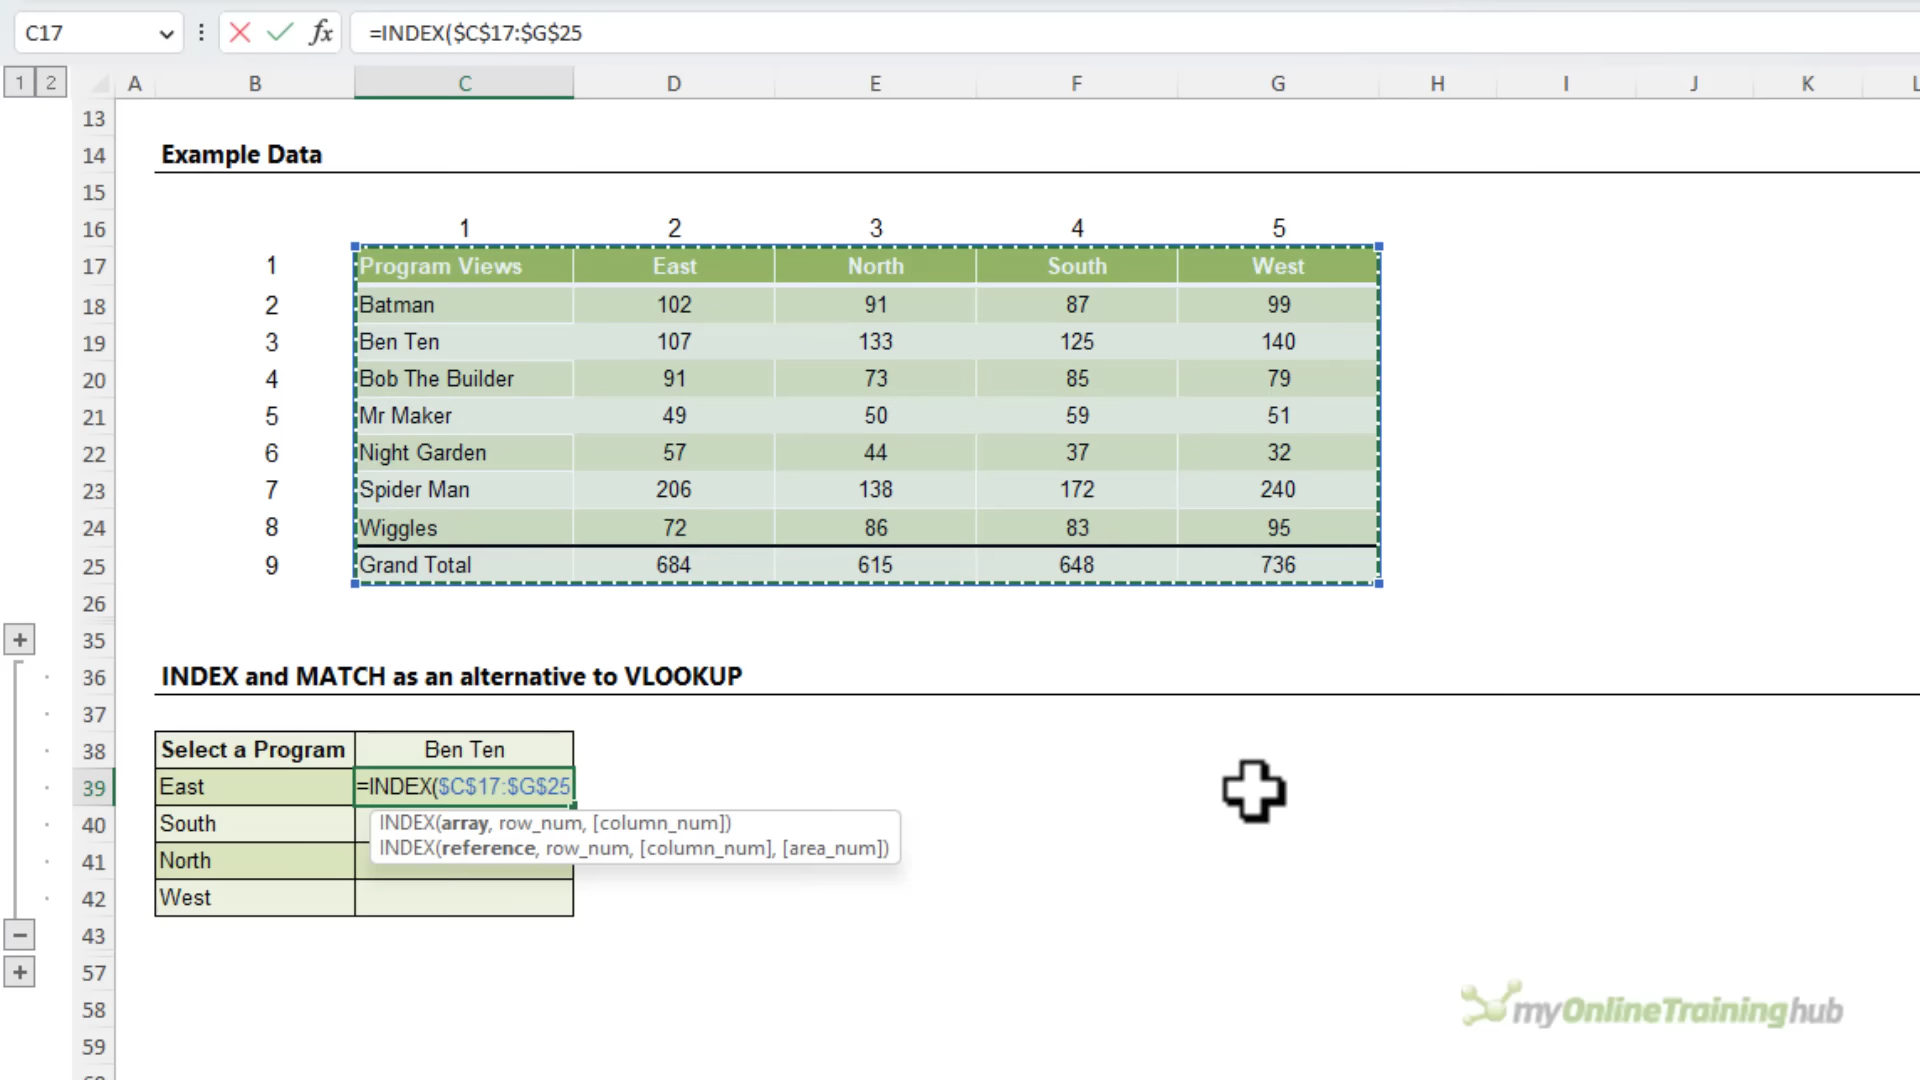 C17 =INDEX($C$17:$G$25
1 2 A B C D E F G H I J K L
13
14 Example Data
15
16 1 2 3 4 5
1 17 Program Views East North South West
2 18 Batman 102 91 87 99
3 19 Ben Ten 107 133 125 140
4 20 Bob The Builder 91 73 85 79
5 21 Mr Maker 49 50 59 51
6 22 Night Garden 57 44 37 32
7 23 Spider Man 206 138 172 240
8 24 Wiggles 72 86 83 95
9 25 Grand Total 684 615 648 736
26
35
36 INDEX and MATCH as an alternative to VLOOKUP
37
38 Select a Program Ben Ten
39 East =INDEX($C$17:$G$25
40 South INDEX(array, row_num, [column_num])
INDEX(reference, row_num, [column_num], [area_num])
41 North
42 West
43
57
58
59
myOnlineTraininghub